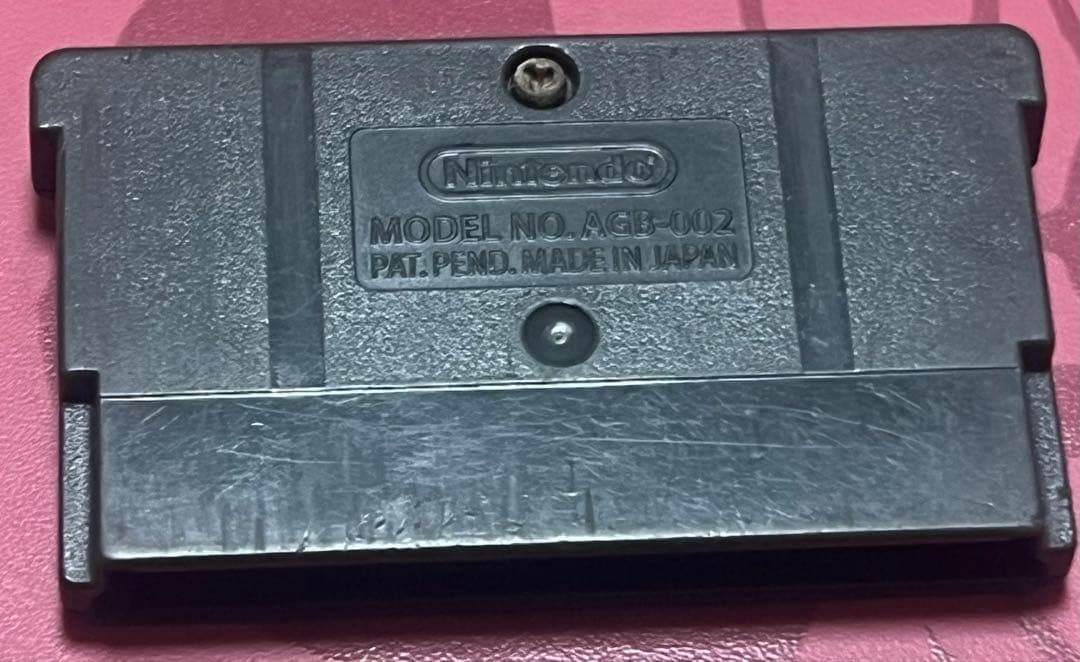 Nintendo
MODEL NO. AGB-002
PAT. PEND. MADE IN JAPAN